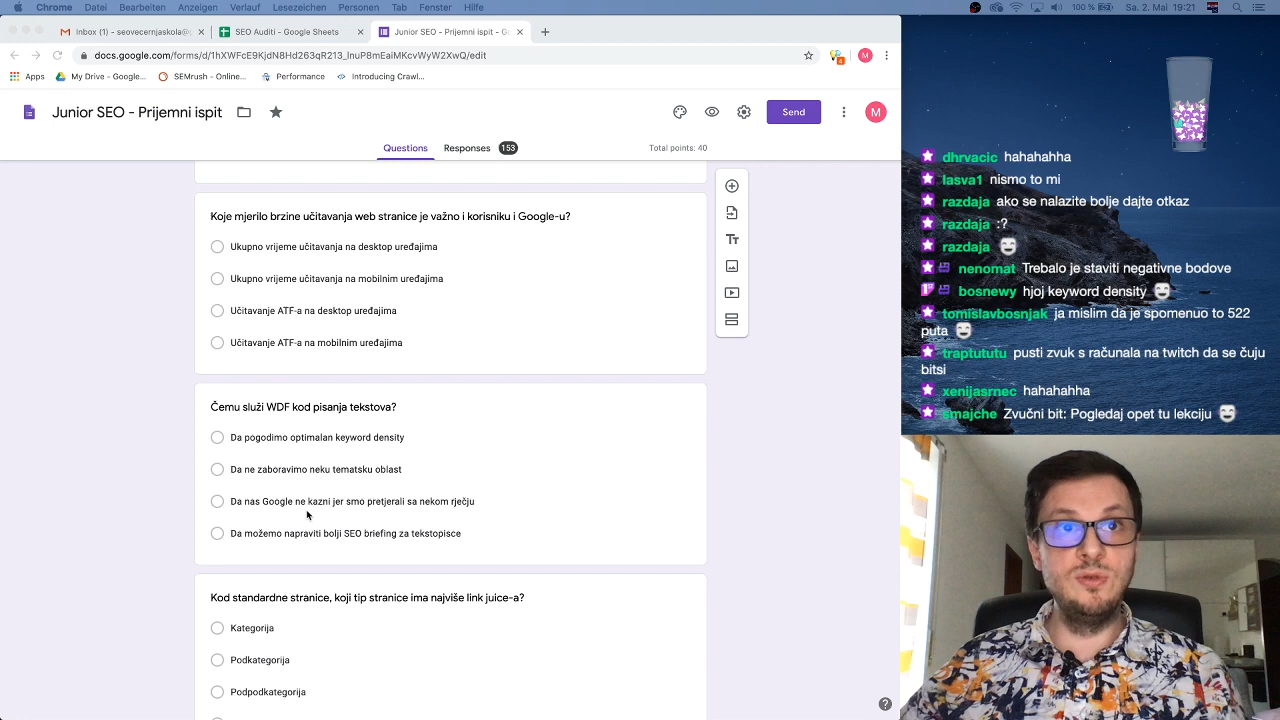 Chrome Datei Bearbeiten Anzeigen Verlauf Lesezeichen Personen Tab Fenster Hilfe
100 % Sa. 2. Mai 19:21
Inbox (1) - seovecernjaskola@g
SEO Auditi - Google Sheets
Junior SEO - Prijemni ispit - G
docs.google.com/forms/d/1hXWFcE9KjdN8Hd263qR213_lnuP8mEaiMKcvWyW2XwQ/edit
M
Apps
My Drive - Google...
SEMrush - Online...
Performance
Introducing Crawl...
Junior SEO - Prijemni ispit
Send
M
Questions
Responses 153
Total points: 40
Koje mjerilo brzine učitavanja web stranice je važno i korisniku i Google-u?
Ukupno vrijeme učitavanja na desktop uređajima
Ukupno vrijeme učitavanja na mobilnim uređajima
Učitavanje ATF-a na desktop uređajima
Učitavanje ATF-a na mobilnim uređajima
Čemu služi WDF kod pisanja tekstova?
Da pogodimo optimalan keyword density
Da ne zaboravimo neku tematsku oblast
Da nas Google ne kazni jer smo pretjerali sa nekom rječju
Da možemo napraviti bolji SEO briefing za tekstopisce
Kod standardne stranice, koji tip stranice ima najviše link juice-a?
Kategorija
Podkategorija
Podpodkategorija
Tт
dhrvacic hahahahha
lasva1 nismo to mi
razdaja ako se nalazite bolje dajte otkaz
razdaja :?
razdaja
nenomat Trebalo je staviti negativne bodove
bosnewy hjoj keyword density
tomislavbosnjak ja mislim da je spomenuo to 522
puta
traptututu pusti zvuk s računala na twitch da se čuju
bitsi
xenijasrnec hahahahha
smajche Zvučni bit: Pogledaj opet tu lekciju